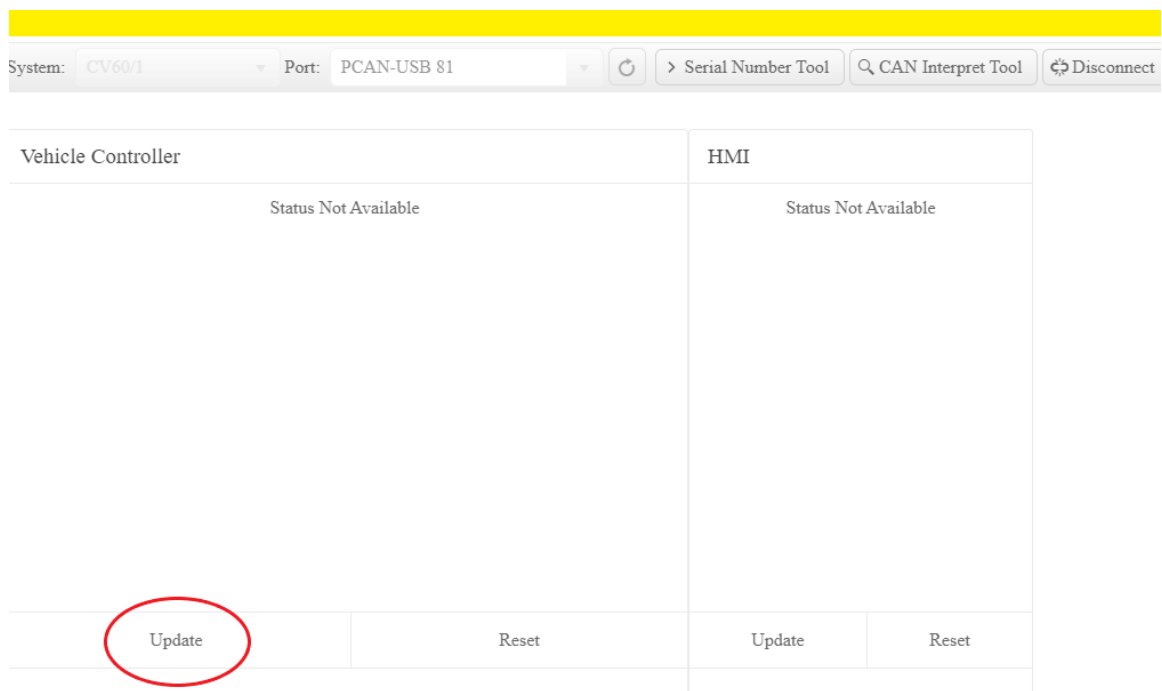 System: CV60/1 Port: PCAN-USB 81 Serial Number Tool CAN Interpret Tool Disconnect
Vehicle Controller HMI
Status Not Available Status Not Available
Update Reset Update Reset